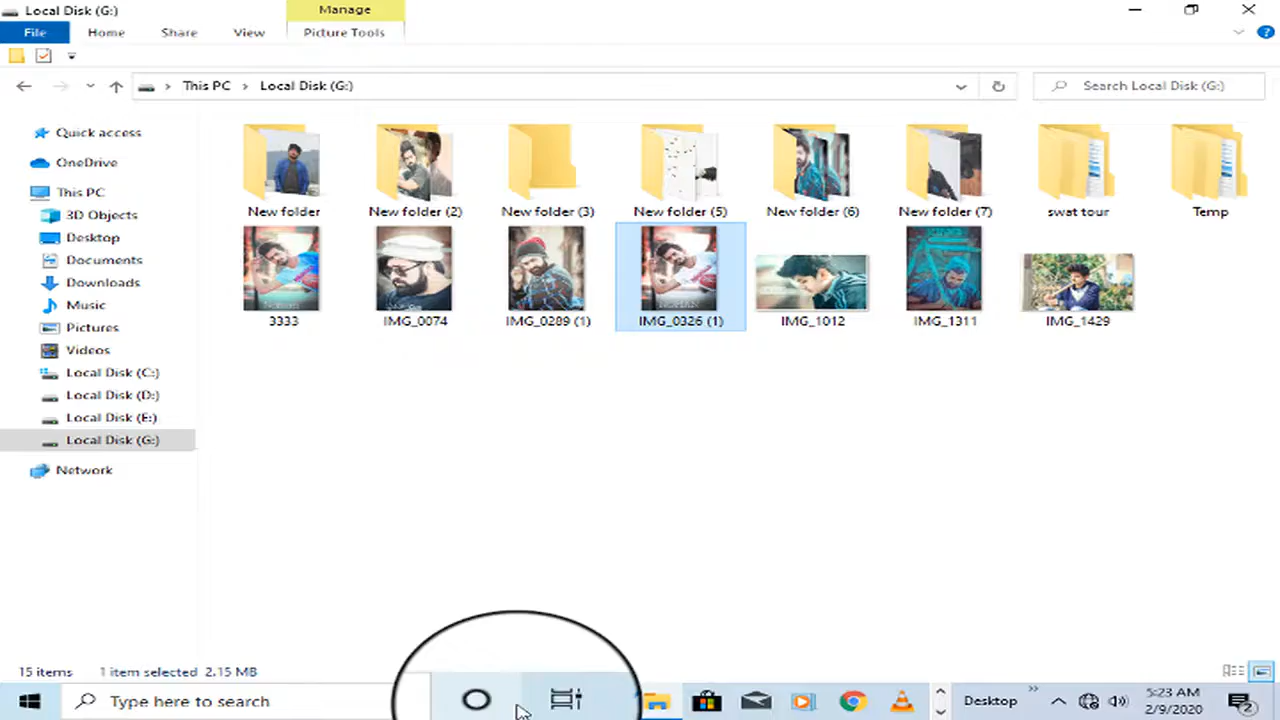 Local Disk (G:)
Manage
File
Home
Share
View
Picture Tools
This PC
Local Disk (G:)
Search Local Disk (G:)
Quick access
OneDrive
This PC
3D Objects
Desktop
Documents
Downloads
Music
Pictures
Videos
Local Disk (C:)
Local Disk (D:)
Local Disk (E:)
Local Disk (G:)
Network
New folder
New folder (2)
New folder (3)
New folder (5)
New folder (6)
New folder (7)
swat tour
Temp
3333
IMG_0074
IMG_0289 (1)
IMG_0326 (1)
IMG_1012
IMG_1311
IMG_1429
15 items
1 item selected 2.15 MB
Type here to search
Desktop
5:23 AM
2/9/2020
2